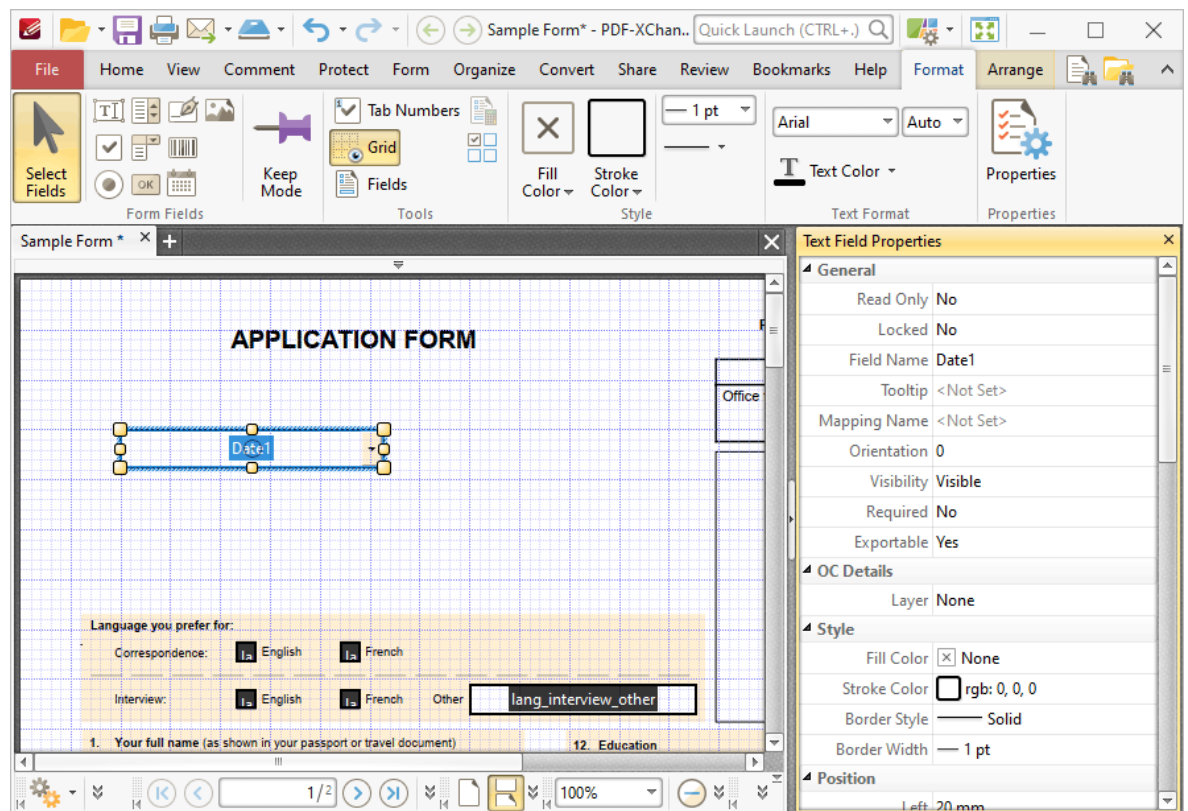 Sample Form* - PDF-XChan..
Quick Launch (CTRL+.)
File Home View Comment Protect Form Organize Convert Share Review Bookmarks Help Format Arrange
Select
Fields
OK
Form Fields
Keep
Mode
Tab Numbers
Grid
Fields
Tools
Fill
Color
Stroke
Color
1 pt
Style
Arial
Auto
Text Color
Text Format
Properties
Properties
Sample Form *
APPLICATION FORM
Office
Date1
Language you prefer for:
Correspondence: la English la French
Interview: la English la French Other lang_interview_other
1. Your full name (as shown in your passport or travel document)
12. Education
1/2
100%
Text Field Properties
General
Read Only No
Locked No
Field Name Date1
Tooltip <Not Set>
Mapping Name <Not Set>
Orientation 0
Visibility Visible
Required No
Exportable Yes
OC Details
Layer None
Style
Fill Color None
Stroke Color rgb: 0, 0, 0
Border Style Solid
Border Width 1 pt
Position
Left 20 mm